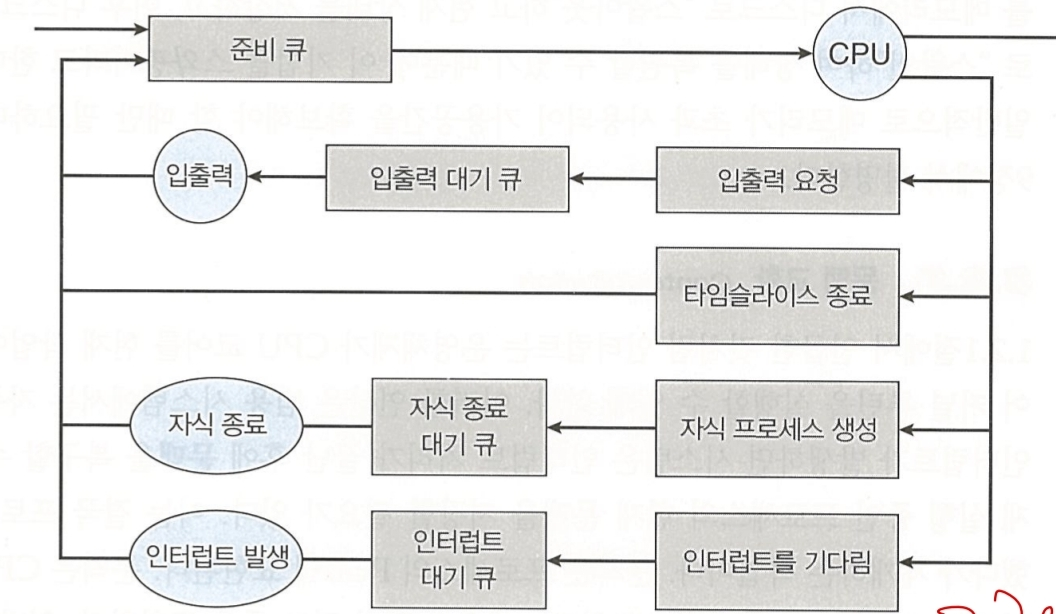 준비 큐
CPU
입출력
입출력 대기 큐
입출력 요청
타임슬라이스 종료
자식 종료
자식 종료
대기 큐
자식 프로세스 생성
인터럽트 발생
인터럽트
대기 큐
인터럽트를 기다림